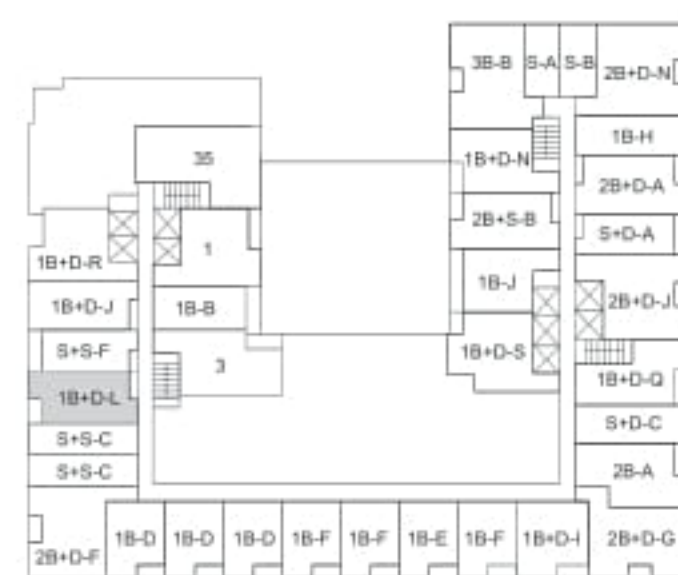 3B-B
S-A
S-B
2B+D-N
1B-H
35
1B+D-N
2B+D-A
2B+S-B
S+D-A
1
1B+D-R
1B-J
2B+D-J
1B+D-J
1B-B
S+S-F
1B+D-S
3
1B+D-Q
1B+D-L
S+D-C
S+S-C
S+S-C
2B-A
1B-D
1B-D
1B-D
1B-F
1B-F
1B-E
1B-F
1B+D-I
2B+D-G
2B+D-F